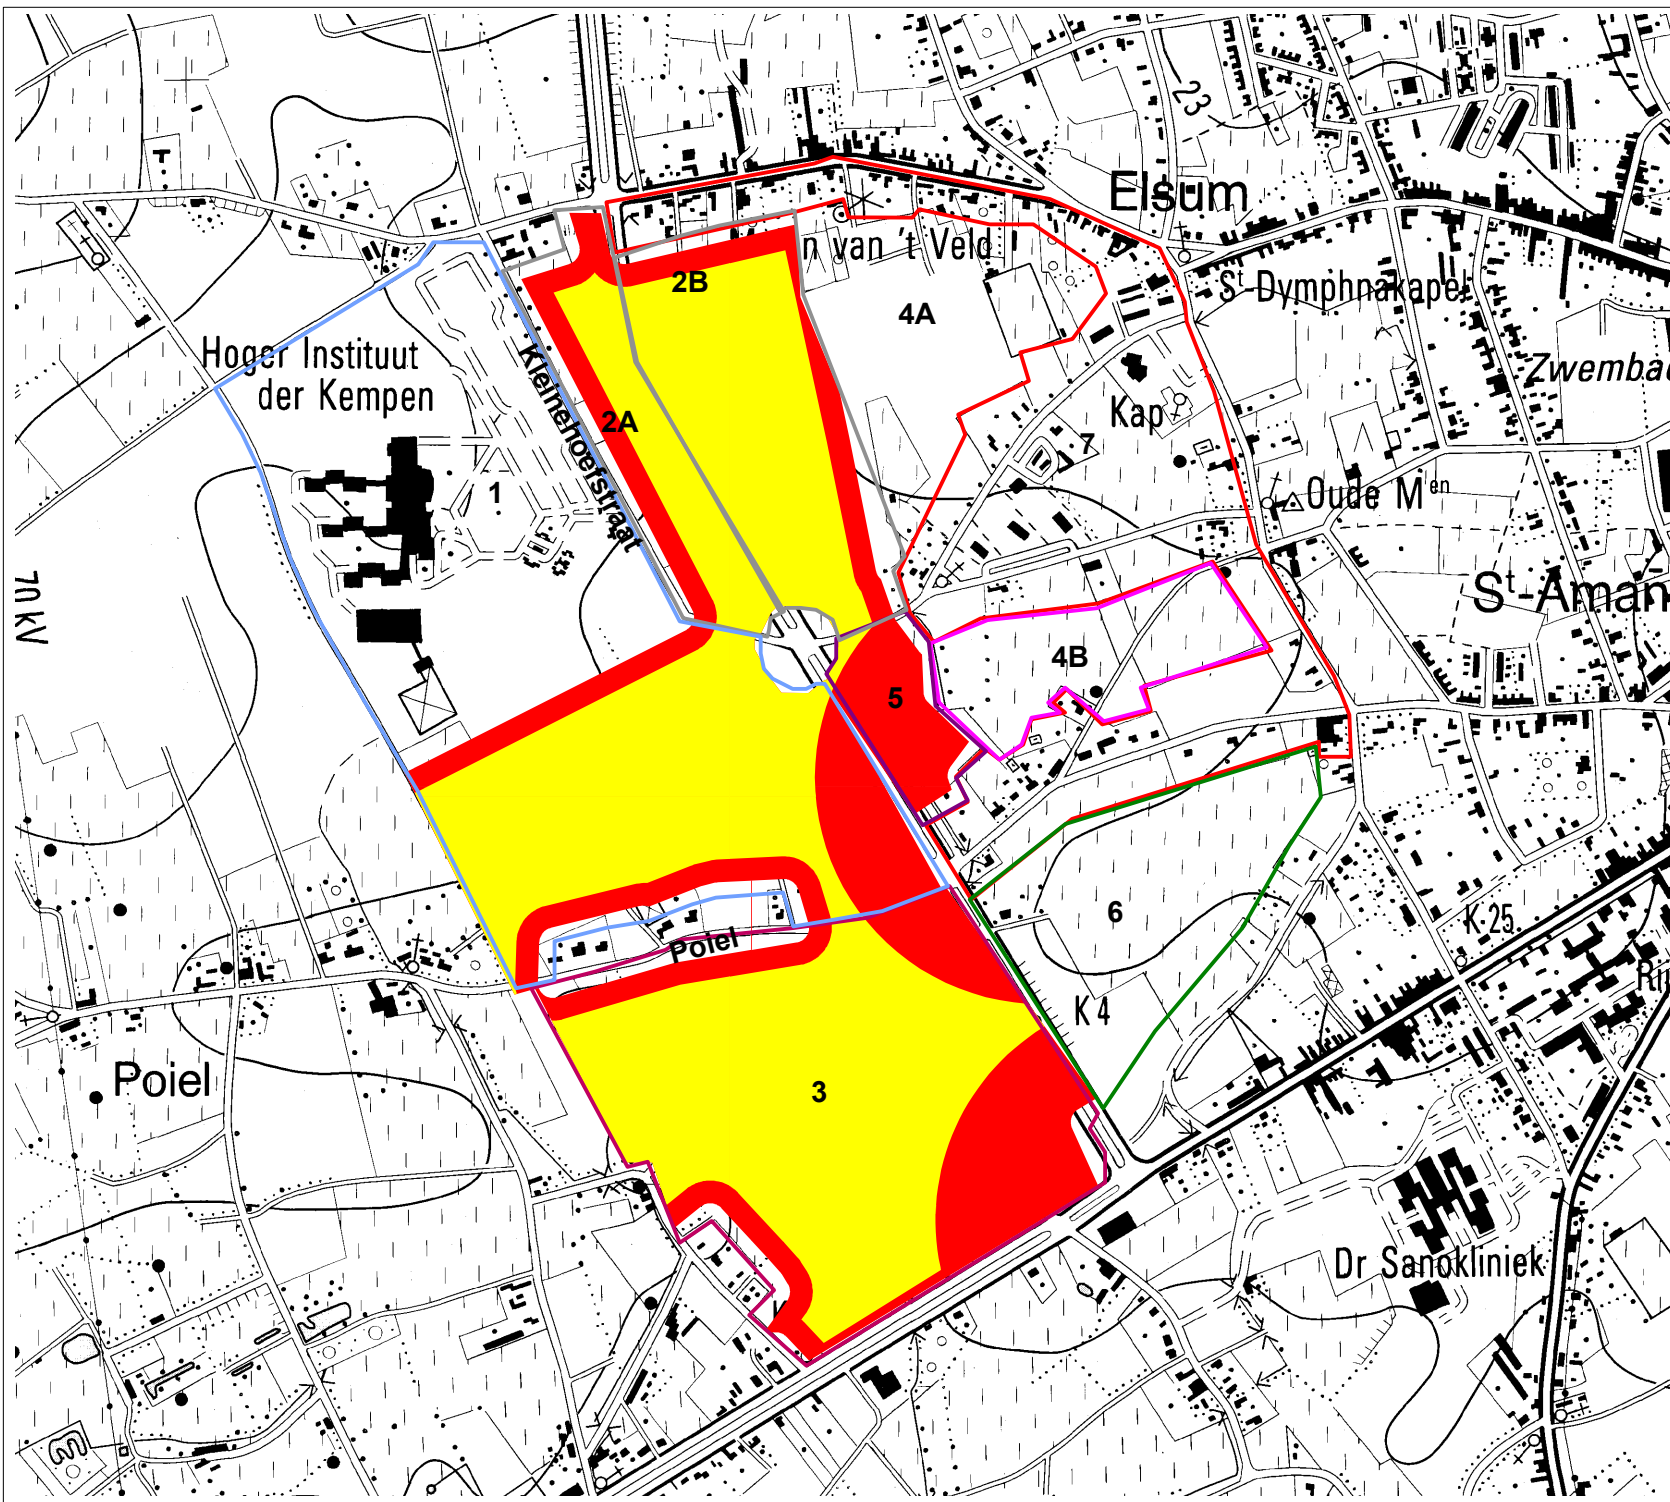 23
Elsum
n van 't Veld
2B
4A
St-Dymphnakapel
Hoger Instituut
der Kempen
Kleinehoefstraat
Zwembad
2A
Kap
7
1
Oude Men
70 kV
St-Aman
4B
5
6
K 25
Poiel
K 4
Poiel
3
Dr Sanokliniek